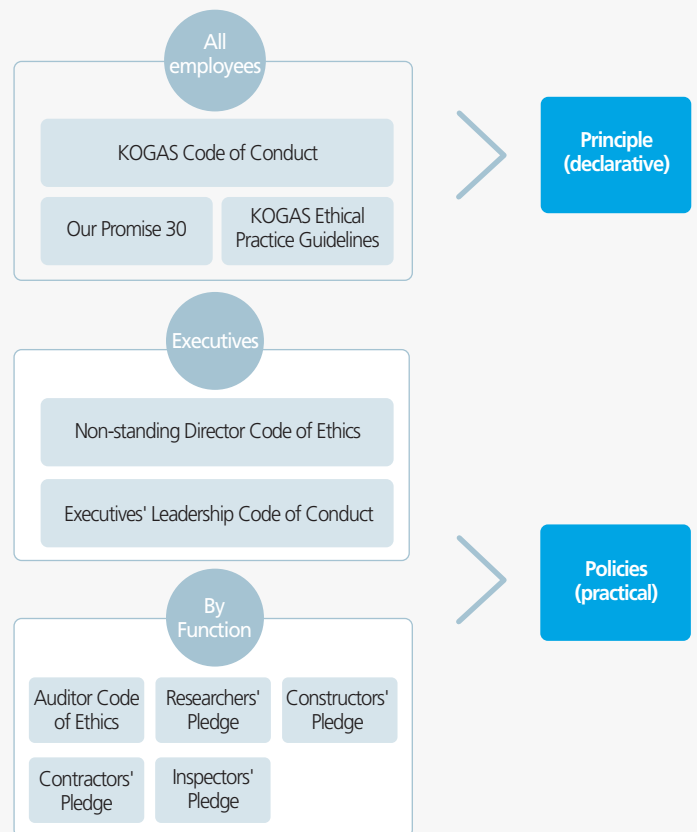 All
employees
KOGAS Code of Conduct
Our Promise 30
KOGAS Ethical
Practice Guidelines
Principle
(declarative)
Executives
Non-standing Director Code of Ethics
Executives' Leadership Code of Conduct
Policies
(practical)
By
Function
Auditor Code
of Ethics
Researchers'
Pledge
Constructors'
Pledge
Contractors'
Pledge
Inspectors'
Pledge